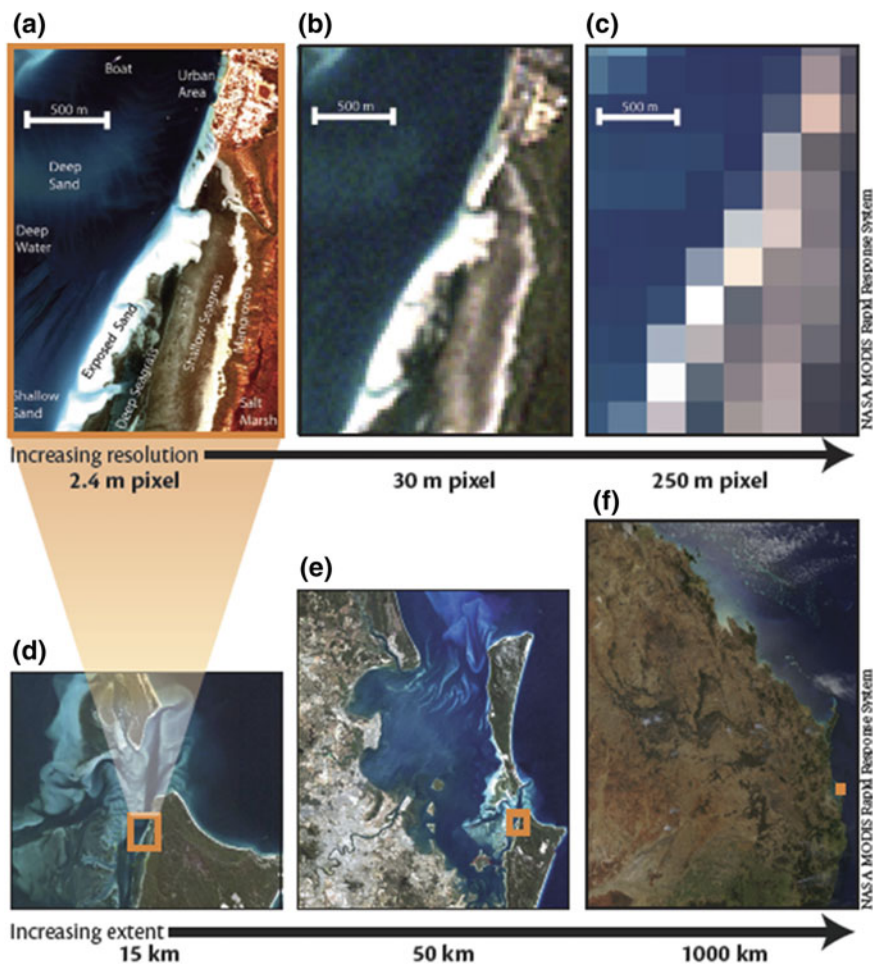 (a)
(b)
(c)
Boat
Urban
Area
500 m
Deep
Sand
Deep
Water
Exposed Sand
Deep Seagrass
Shallow Seagrass
Mangroves
Shallow
Sand
Salt
Marsh
500 m
500 m
NASA MODIS Rapid Response System
Increasing resolution
2.4 m pixel
30 m pixel
250 m pixel
(d)
(e)
(f)
NASA MODIS Rapid Response System
Increasing extent
15 km
50 km
1000 km